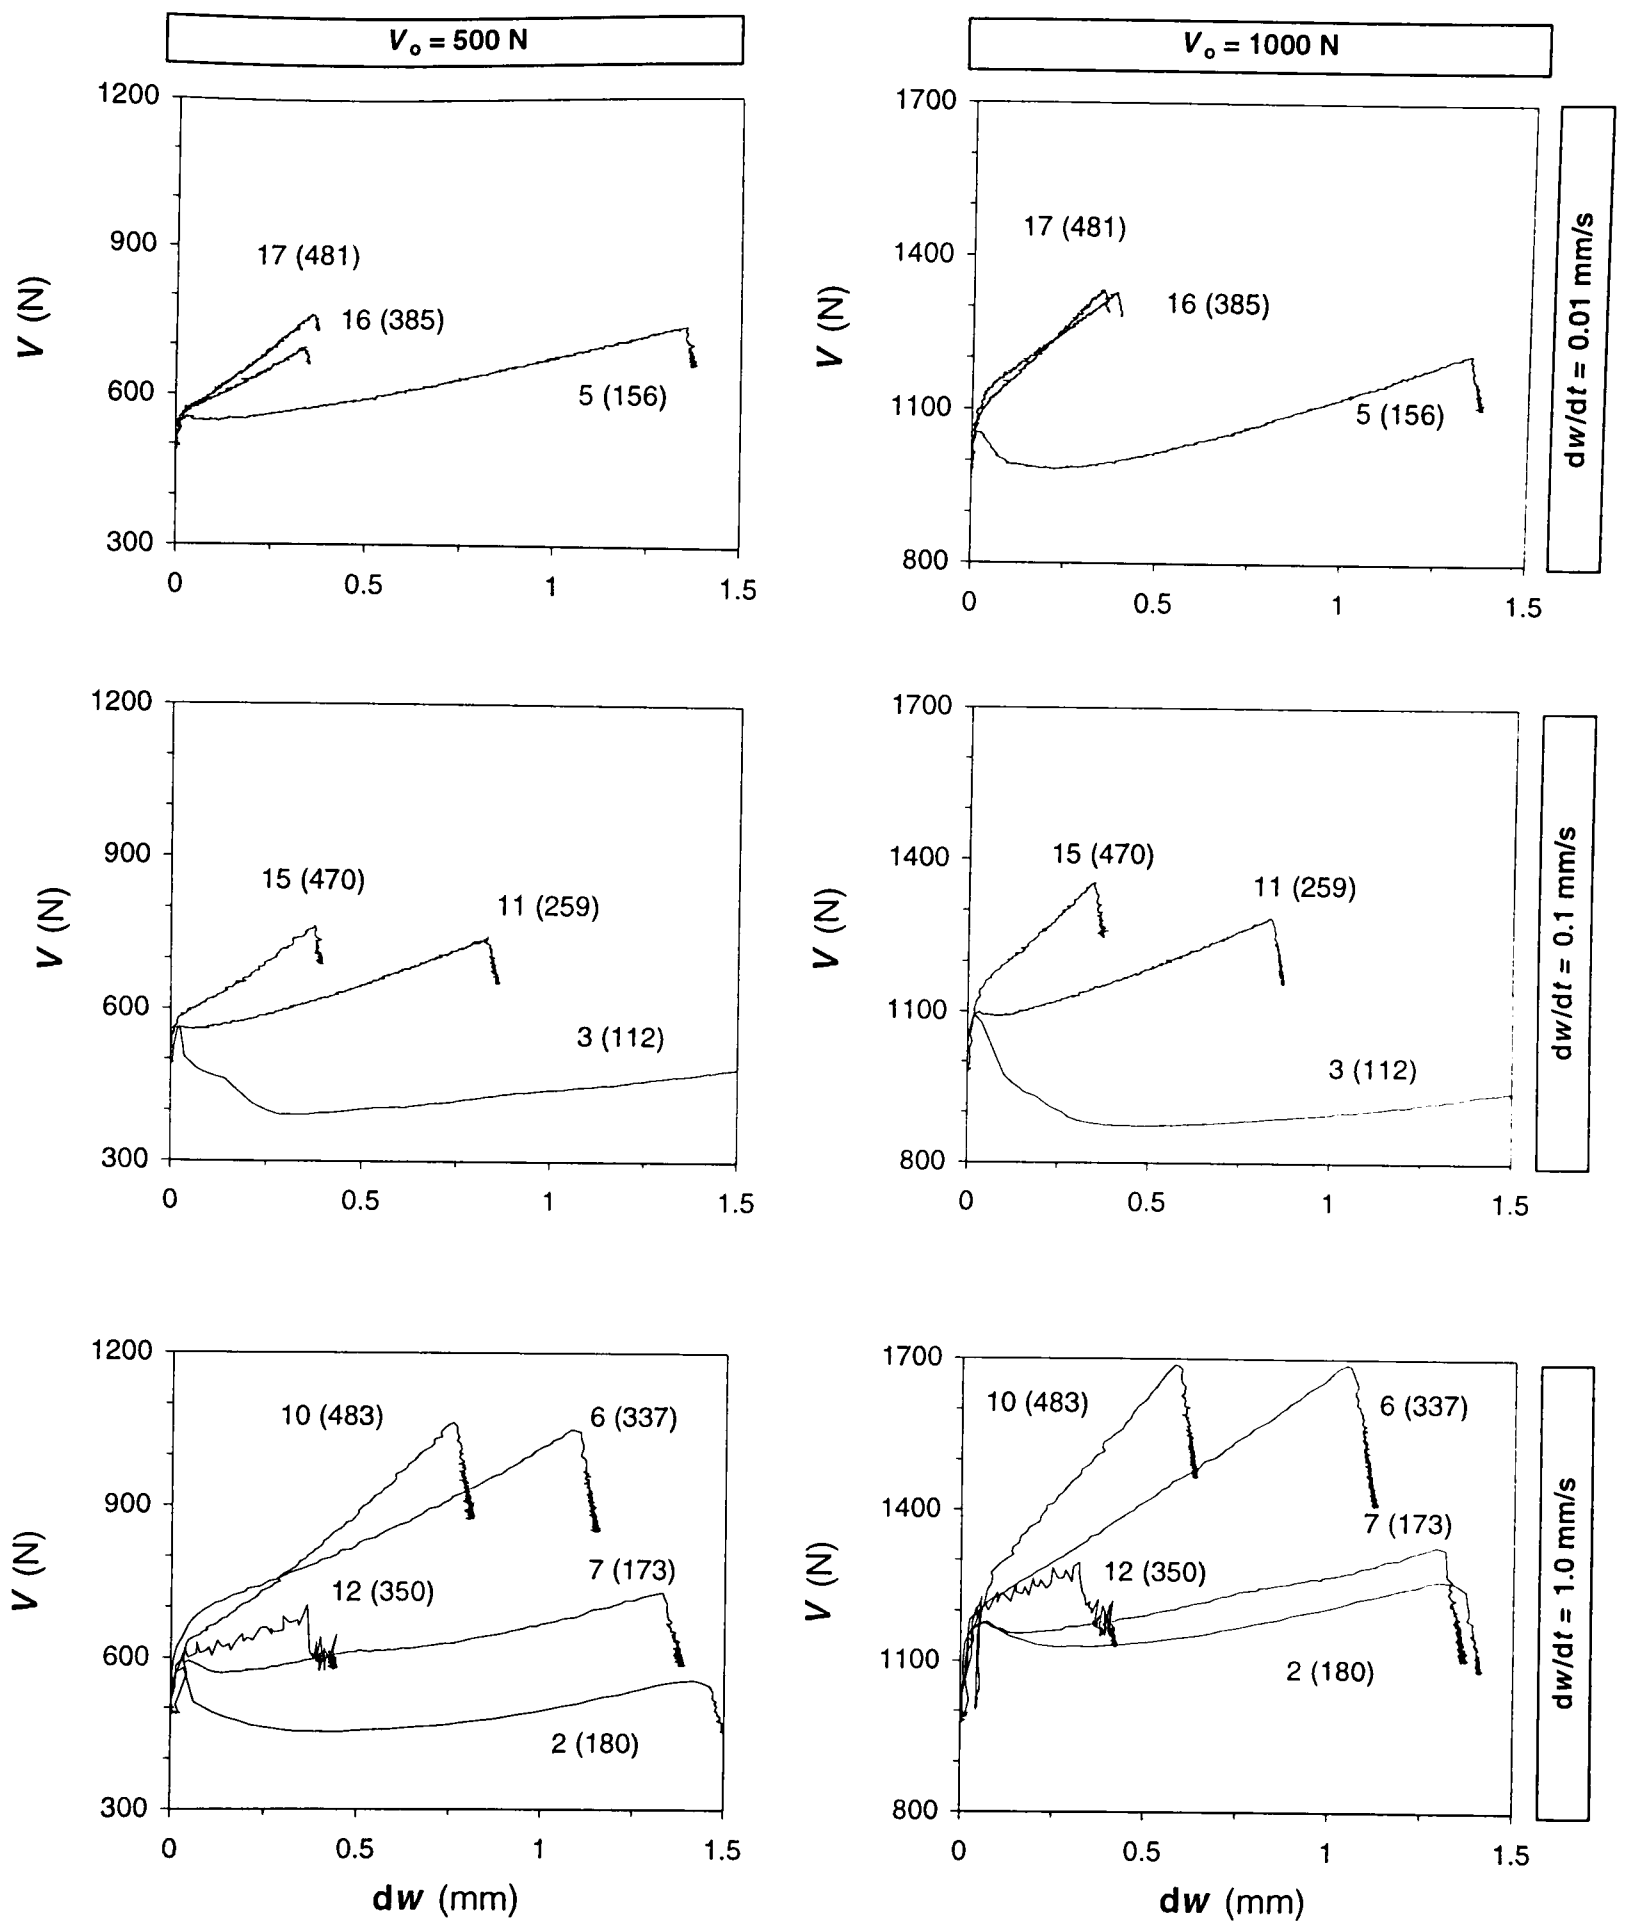 V₀ = 500 N
V₀ = 1000 N
1200
900
600
300
V (N)
17 (481)
16 (385)
5 (156)
0 0.5 1 1.5
1700
1400
1100
800
V (N)
17 (481)
16 (385)
5 (156)
0 0.5 1 1.5
dw/dt = 0.01 mm/s
1200
900
600
300
V (N)
15 (470)
11 (259)
3 (112)
0 0.5 1 1.5
1700
1400
1100
800
V (N)
15 (470)
11 (259)
3 (112)
0 0.5 1 1.5
dw/dt = 0.1 mm/s
1200
900
600
300
V (N)
10 (483)
6 (337)
7 (173)
12 (350)
2 (180)
0 0.5 1 1.5
dw (mm)
1700
1400
1100
800
V (N)
10 (483)
6 (337)
7 (173)
12 (350)
2 (180)
0 0.5 1 1.5
dw (mm)
dw/dt = 1.0 mm/s